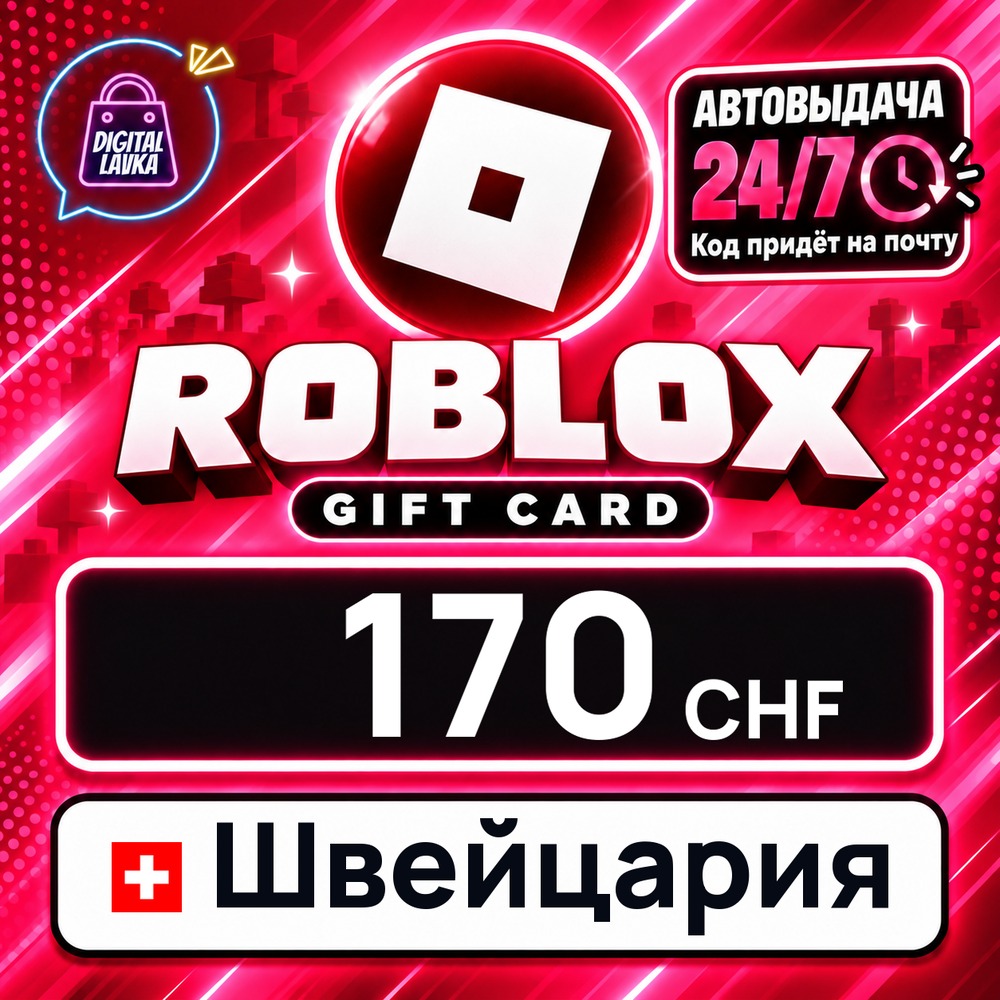 DIGITAL
LAVKA
АВТОВЫДАЧА
24/7
Код придёт на почту
ROBLOX
GIFT CARD
170 CHF
Швейцария